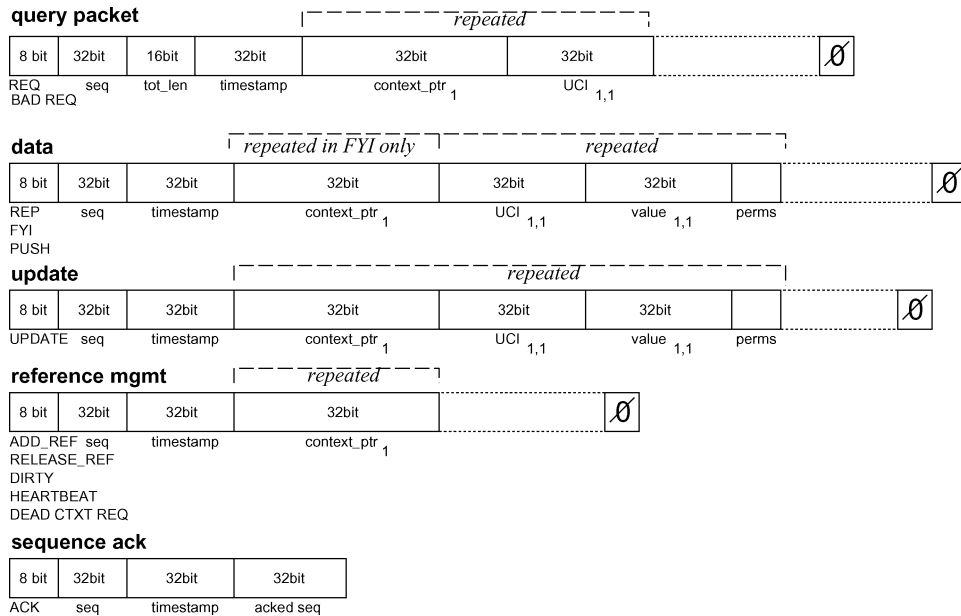 query packet
repeated
8 bit 32bit 16bit 32bit 32bit 32bit 0
REQ seq tot_len timestamp context_ptr 1 UCI 1,1
BAD REQ
data
repeated in FYI only repeated
8 bit 32bit 32bit 32bit 32bit 32bit 0
REP seq timestamp context_ptr 1 UCI 1,1 value 1,1 perms
FYI
PUSH
update
repeated
8 bit 32bit 32bit 32bit 32bit 32bit 0
UPDATE seq timestamp context_ptr 1 UCI 1,1 value 1,1 perms
reference mgmt
repeated
8 bit 32bit 32bit 32bit 0
ADD_REF seq timestamp context_ptr 1
RELEASE_REF
DIRTY
HEARTBEAT
DEAD CTXT REQ
sequence ack
8 bit 32bit 32bit 32bit
ACK seq timestamp acked seq